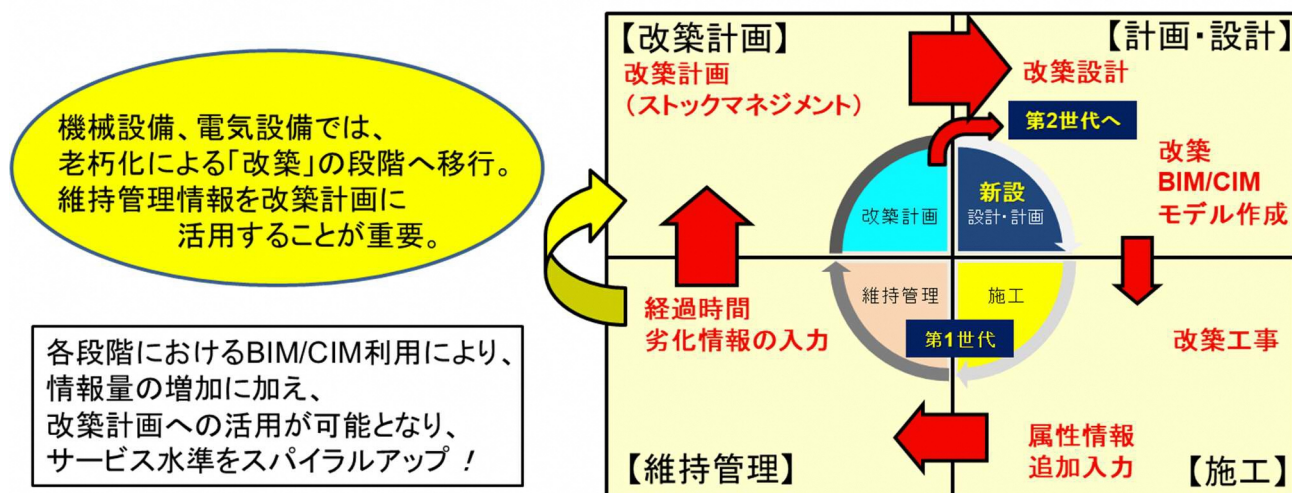 機械設備、電気設備では、
老朽化による「改築」の段階へ移行。
維持管理情報を改築計画に
活用することが重要。
各段階におけるBIM/CIM利用により、
情報量の増加に加え、
改築計画への活用が可能となり、
サービス水準をスパイラルアップ！
【改築計画】
改築計画
（ストックマネジメント）
【計画・設計】
改築設計
第2世代へ
改築
BIM/CIM
モデル作成
改築計画
新設
設計・計画
維持管理
施工
第1世代
経過時間
劣化情報の入力
改築工事
属性情報
追加入力
【維持管理】
【施工】